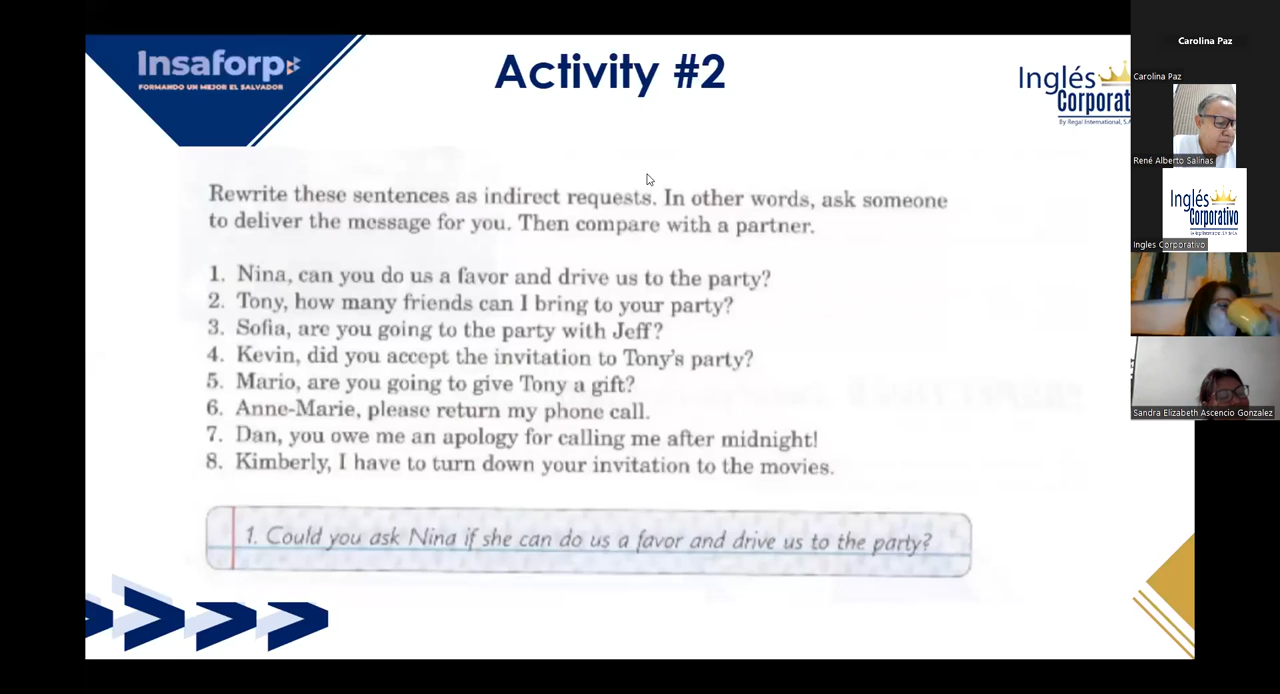 Insaforp
FORMANDO UN MEJOR EL SALVADOR
Activity #2
Inglés
Corporat
By Regal International, S.A
Rewrite these sentences as indirect requests. In other words, ask someone
to deliver the message for you. Then compare with a partner.
1. Nina, can you do us a favor and drive us to the party?
2. Tony, how many friends can I bring to your party?
3. Sofia, are you going to the party with Jeff?
4. Kevin, did you accept the invitation to Tony's party?
5. Mario, are you going to give Tony a gift?
6. Anne-Marie, please return my phone call.
7. Dan, you owe me an apology for calling me after midnight!
8. Kimberly, I have to turn down your invitation to the movies.
1. Could you ask Nina if she can do us a favor and drive us to the party?
Carolina Paz
Carolina Paz
René Alberto Salinas
Inglés
Corporativo
Ingles Corporativo
Sandra Elizabeth Ascencio Gonzalez